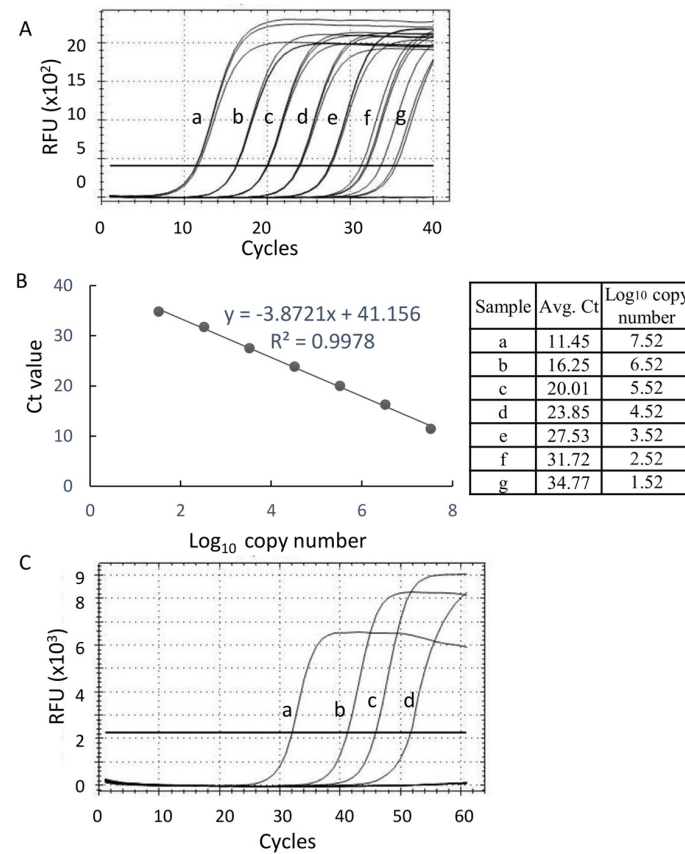 A
RFU (x10²)
20
15
10
5
0
a b c d e f g
0 10 20 30 40
Cycles
B
Ct value
40
30
20
10
0
y = -3.8721x + 41.156
R² = 0.9978
0 2 4 6 8
Log₁₀ copy number
Sample Avg. Ct Log₁₀ copy
number
a 11.45 7.52
b 16.25 6.52
c 20.01 5.52
d 23.85 4.52
e 27.53 3.52
f 31.72 2.52
g 34.77 1.52
C
RFU (x10³)
9
8
6
4
2
0
a b c d
0 10 20 30 40 50 60
Cycles